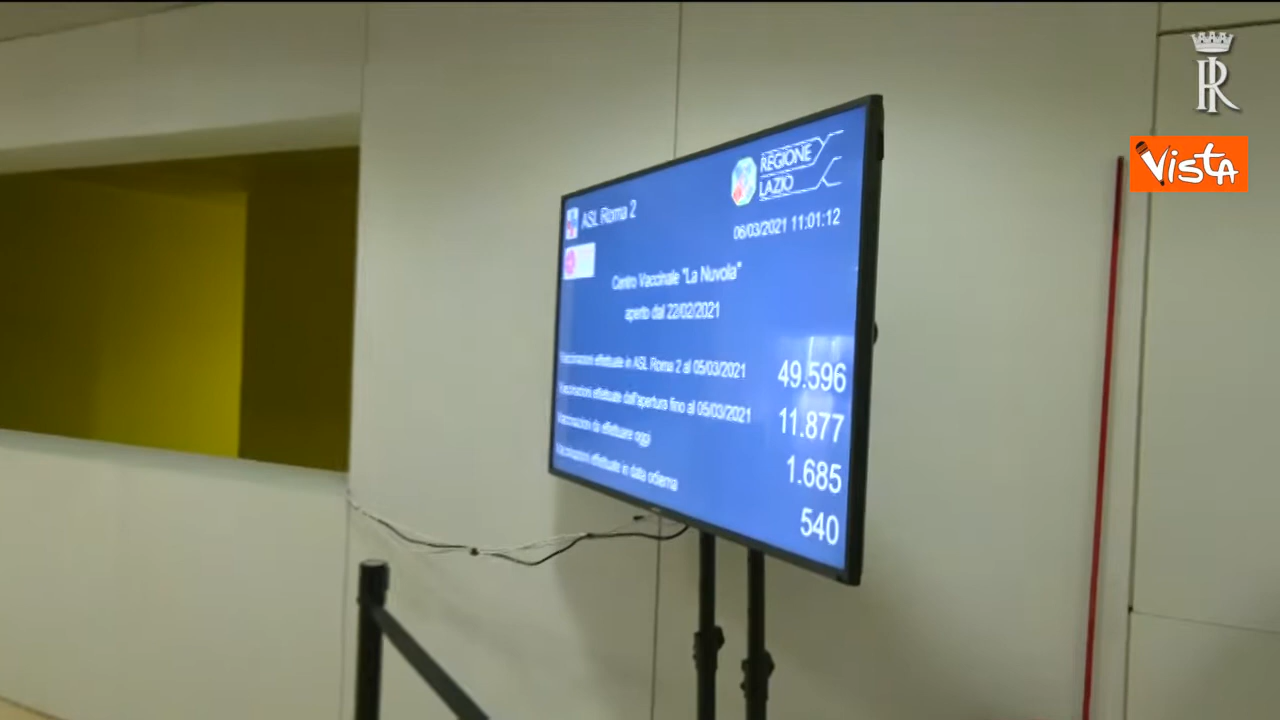 ASL Roma 2
REGIONE
LAZIO
06/03/2021 11:01:12
Centro Vaccinale "La Nuvola"
aperto dal 22/02/2021
Vaccinazioni effettuate in ASL Roma 2 al 05/03/2021 49.596
Vaccinazioni effettuate dall'apertura fino al 05/03/2021 11.877
Vaccinazioni da effettuare oggi 1.685
Vaccinazioni effettuate in data odierna 540
VISTA